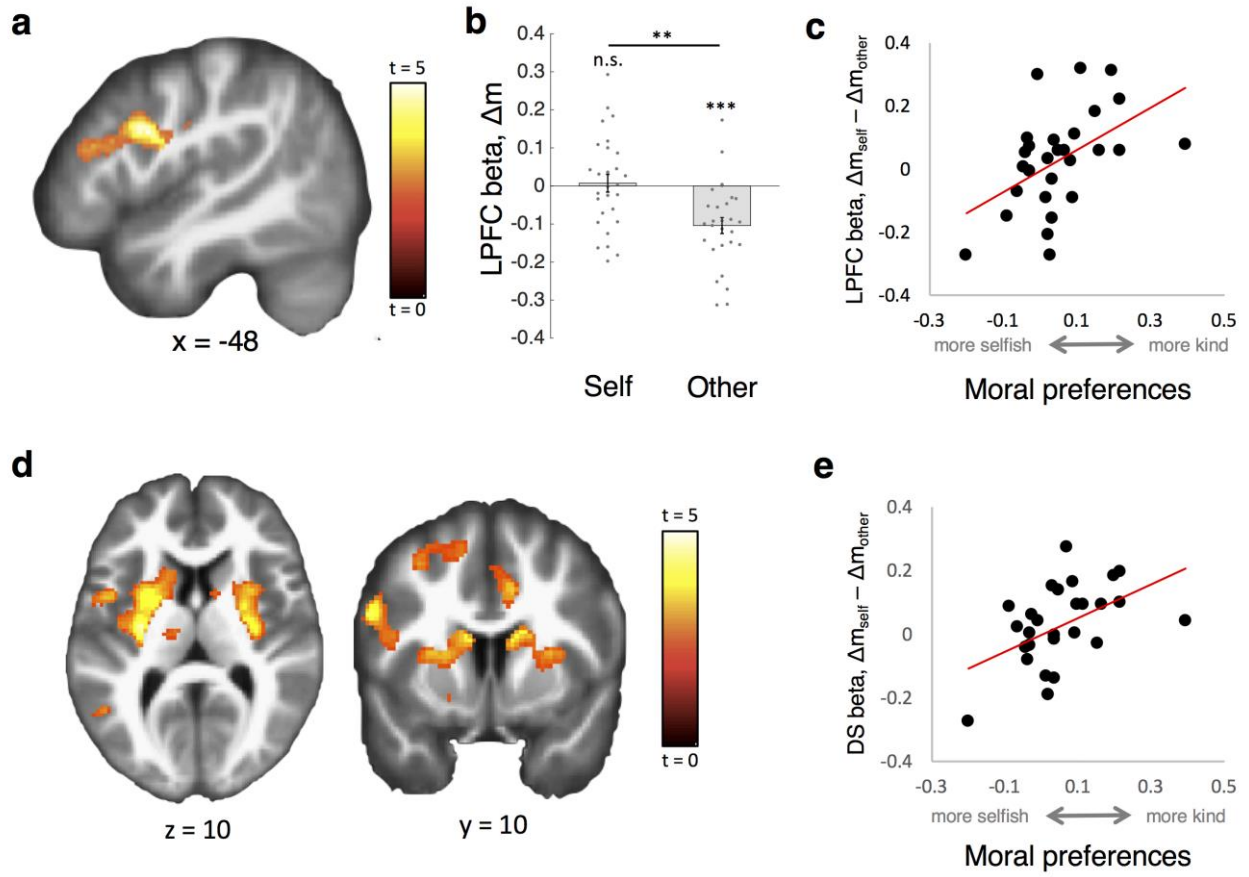 a
t = 5
t = 0
x = -48
b
LPFC beta, Δm
0.4
0.3
0.2
0.1
0
-0.1
-0.2
-0.3
-0.4
n.s.
**
***
Self Other
c
LPFC beta, Δmself − Δmother
0.4
0.2
0
-0.2
-0.4
-0.3 -0.1 0.1 0.3 0.5
more selfish more kind
Moral preferences
d
z = 10
y = 10
t = 5
t = 0
e
DS beta, Δmself − Δmother
0.4
0.2
0
-0.2
-0.4
-0.3 -0.1 0.1 0.3 0.5
more selfish more kind
Moral preferences